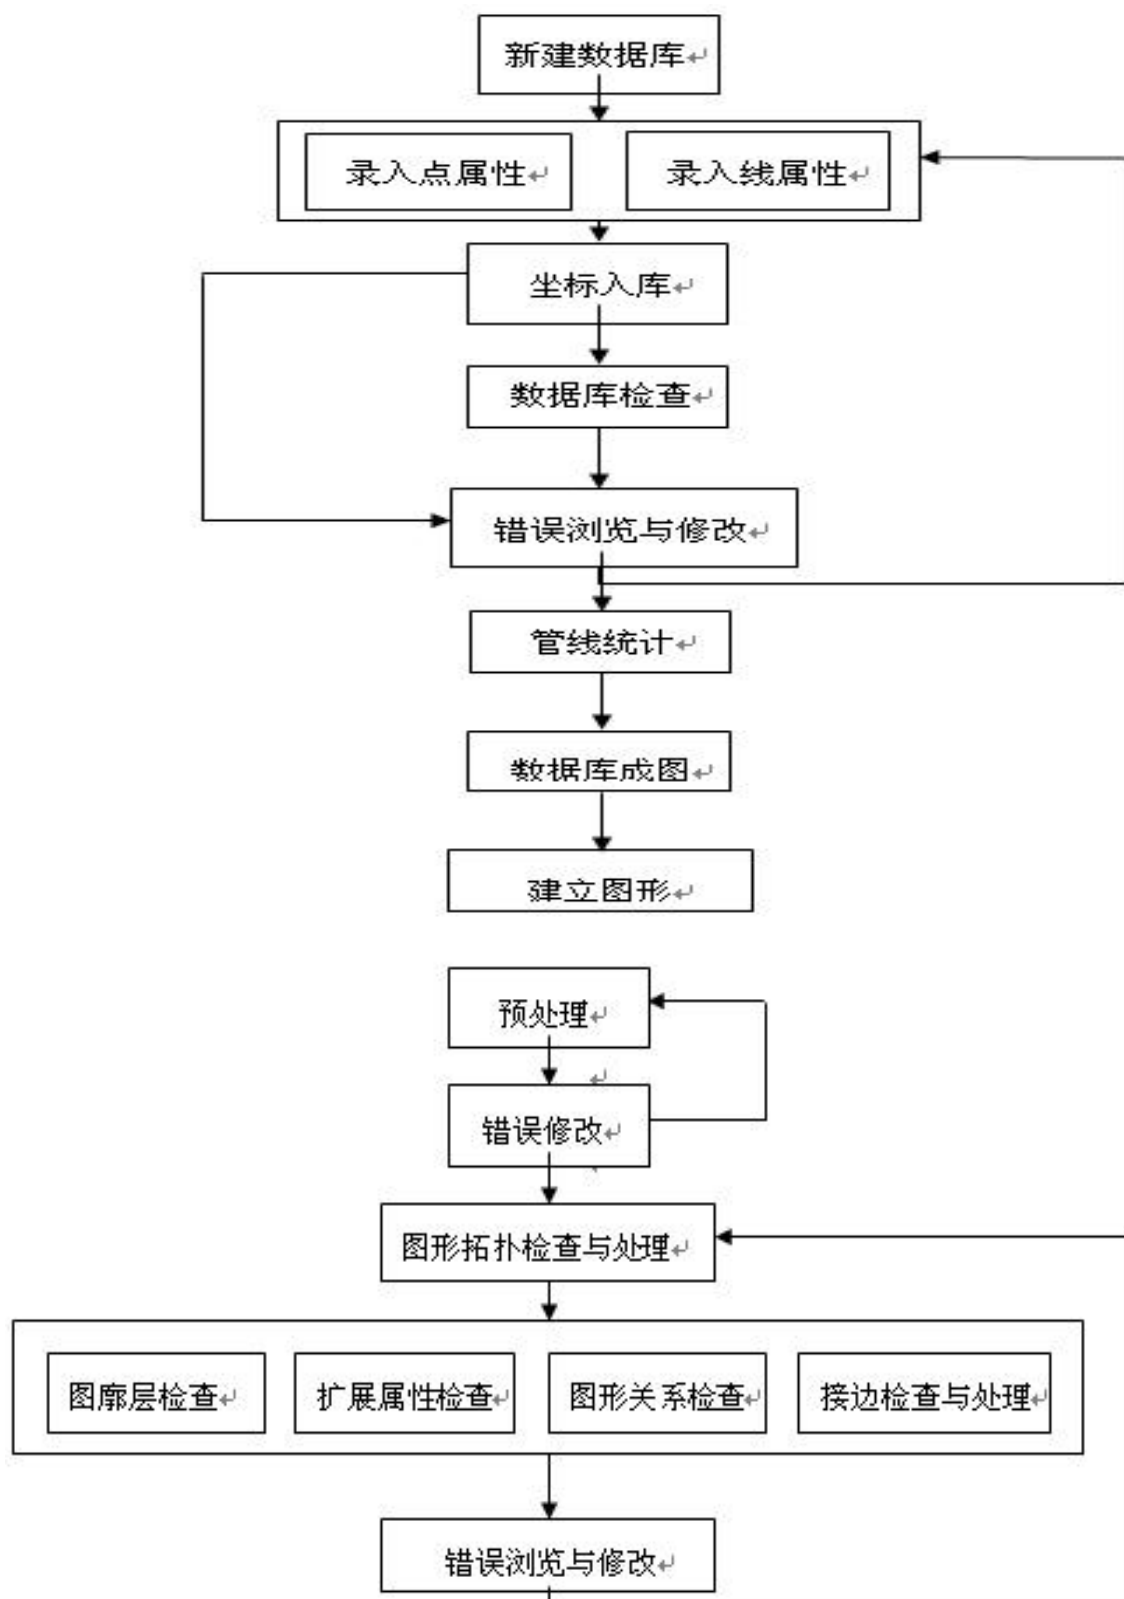 新建数据库
录入点属性
录入线属性
坐标入库
数据库检查
错误浏览与修改
管线统计
数据库成图
建立图形
预处理
错误修改
图形拓扑检查与处理
图廓层检查
扩展属性检查
图形关系检查
接边检查与处理
错误浏览与修改